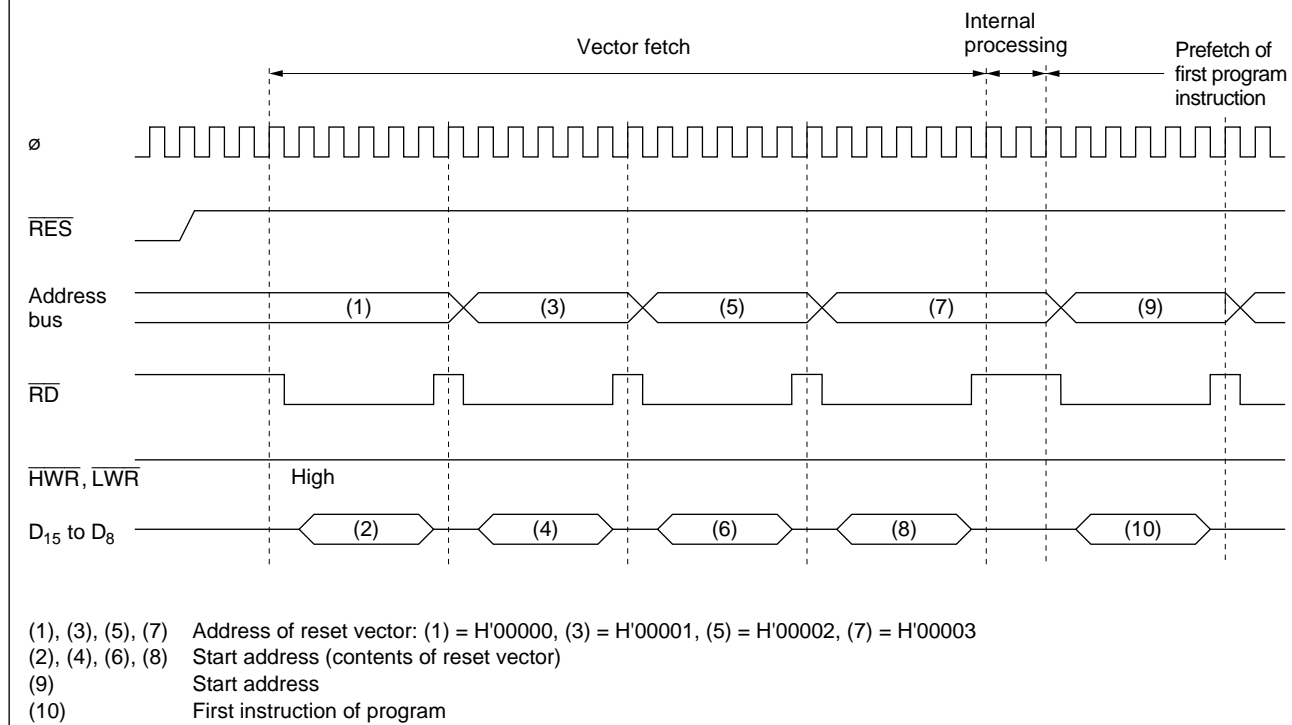 Internal
processing
Vector fetch
Prefetch of
first program
instruction
ø
RES
Address
bus
(1) (3) (5) (7) (9)
RD
HWR, LWR High
D15 to D8 (2) (4) (6) (8) (10)
(1), (3), (5), (7) Address of reset vector: (1) = H'00000, (3) = H'00001, (5) = H'00002, (7) = H'00003
(2), (4), (6), (8) Start address (contents of reset vector)
(9) Start address
(10) First instruction of program